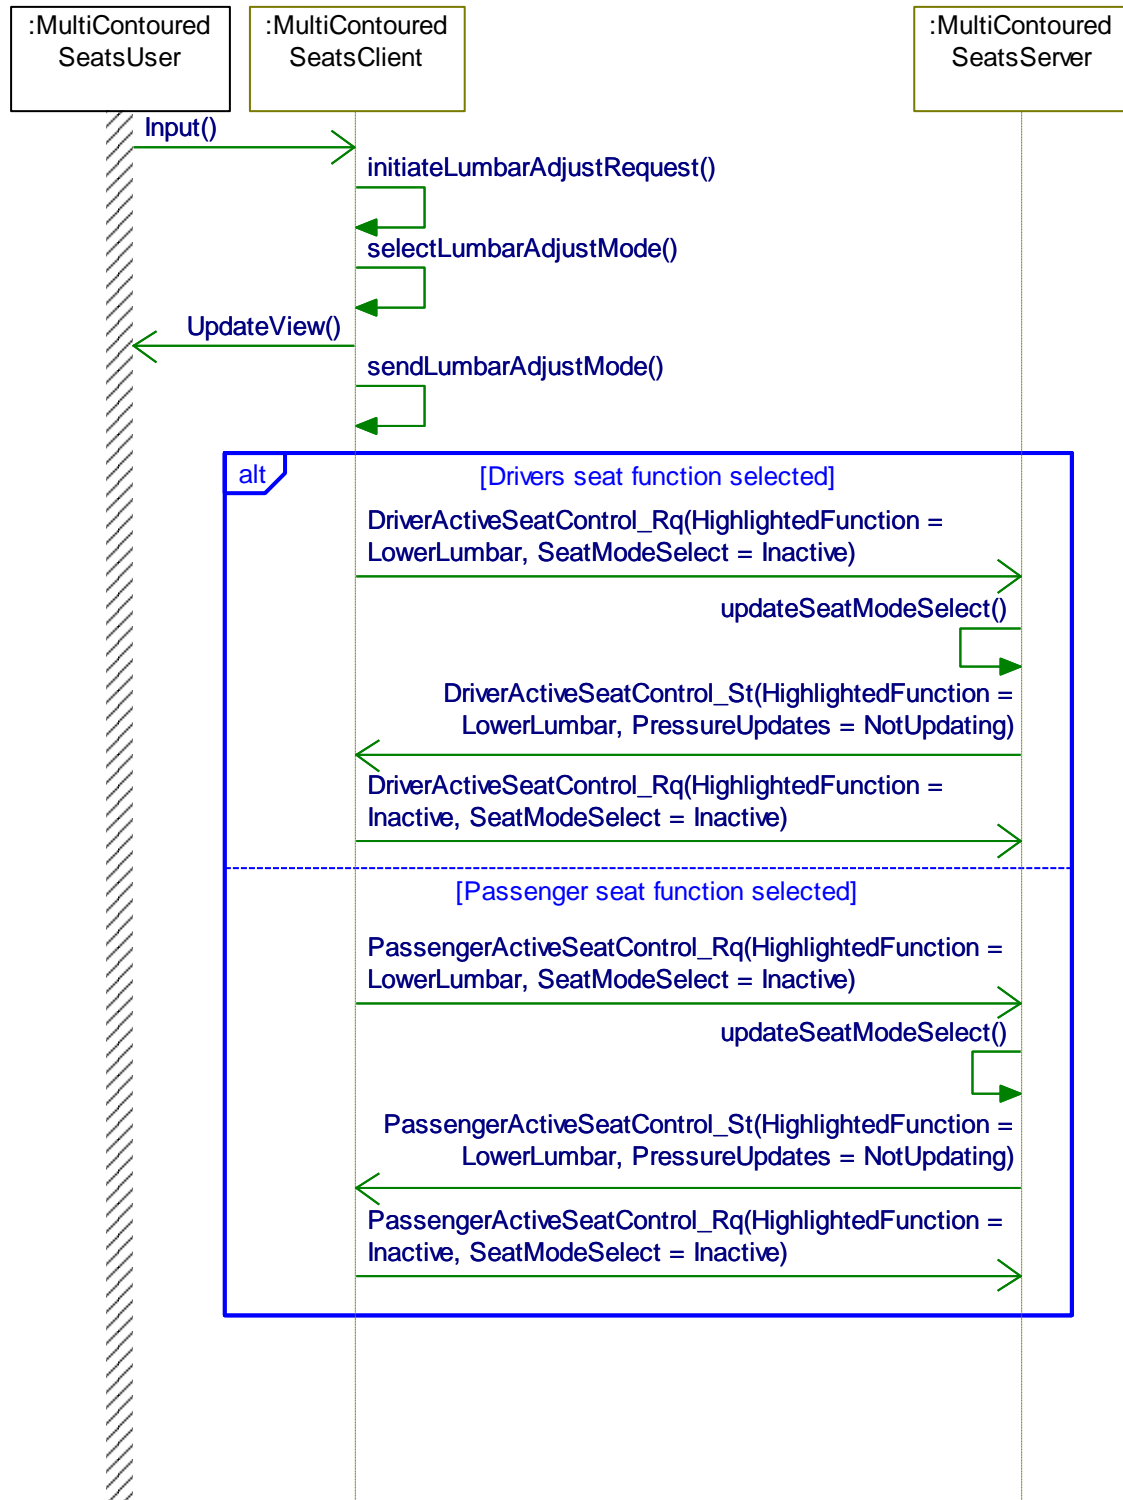 :MultiContoured
SeatsUser
:MultiContoured
SeatsClient
:MultiContoured
SeatsServer
Input()
initiateLumbarAdjustRequest()
selectLumbarAdjustMode()
UpdateView()
sendLumbarAdjustMode()
alt
[Drivers seat function selected]
DriverActiveSeatControl_Rq(HighlightedFunction =
LowerLumbar, SeatModeSelect = Inactive)
updateSeatModeSelect()
DriverActiveSeatControl_St(HighlightedFunction =
LowerLumbar, PressureUpdates = NotUpdating)
DriverActiveSeatControl_Rq(HighlightedFunction =
Inactive, SeatModeSelect = Inactive)
[Passenger seat function selected]
PassengerActiveSeatControl_Rq(HighlightedFunction =
LowerLumbar, SeatModeSelect = Inactive)
updateSeatModeSelect()
PassengerActiveSeatControl_St(HighlightedFunction =
LowerLumbar, PressureUpdates = NotUpdating)
PassengerActiveSeatControl_Rq(HighlightedFunction =
Inactive, SeatModeSelect = Inactive)